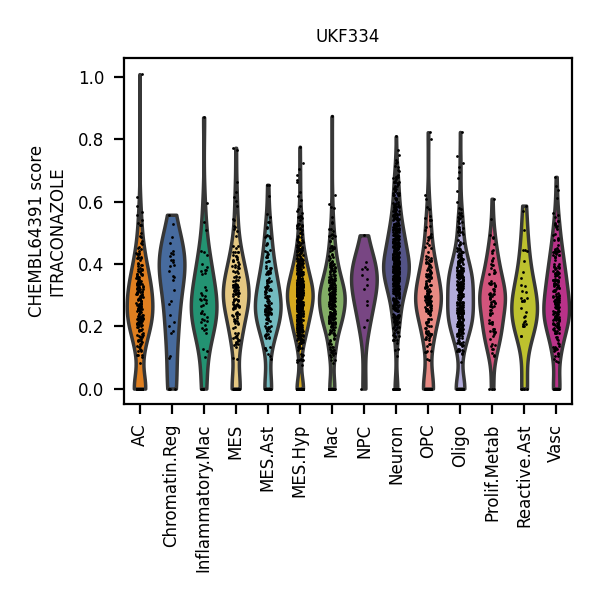 UKF334
CHEMBL64391 score
ITRACONAZOLE
1.0
0.8
0.6
0.4
0.2
0.0
AC
Chromatin.Reg
Inflammatory.Mac
MES
MES.Ast
MES.Hyp
Mac
NPC
Neuron
OPC
Oligo
Prolif.Metab
Reactive.Ast
Vasc